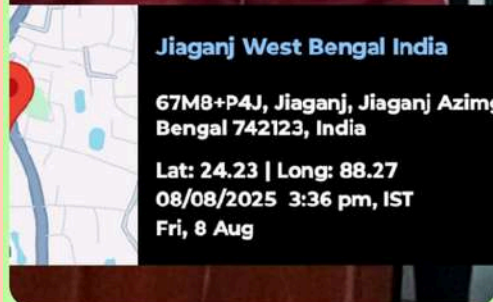 Jiaganj West Bengal India
67M8+P4J, Jiaganj, Jiaganj
Bengal 742123, India
Lat: 24.23 | Long: 88.27
08/08/2025 3:36 pm, IST
Fri, 8 Aug